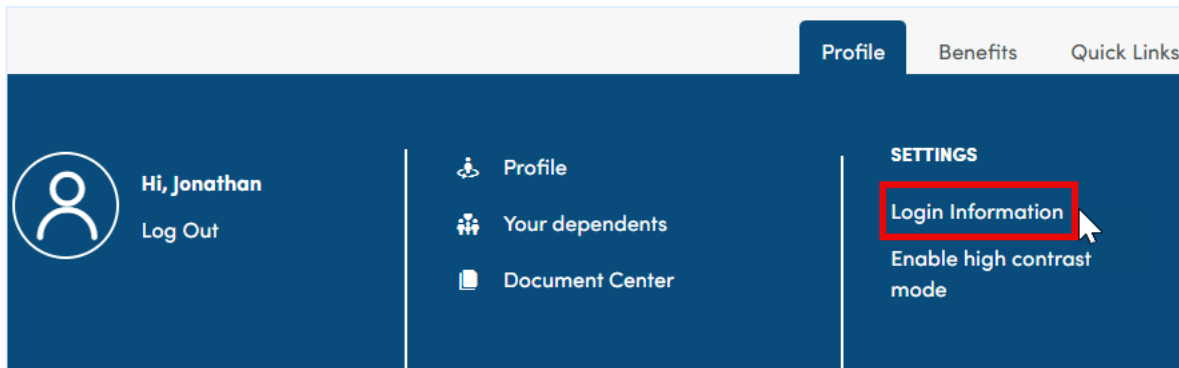 Profile
Benefits
Quick Links
Hi, Jonathan
Log Out
Profile
Your dependents
Document Center
SETTINGS
Login Information
Enable high contrast
mode